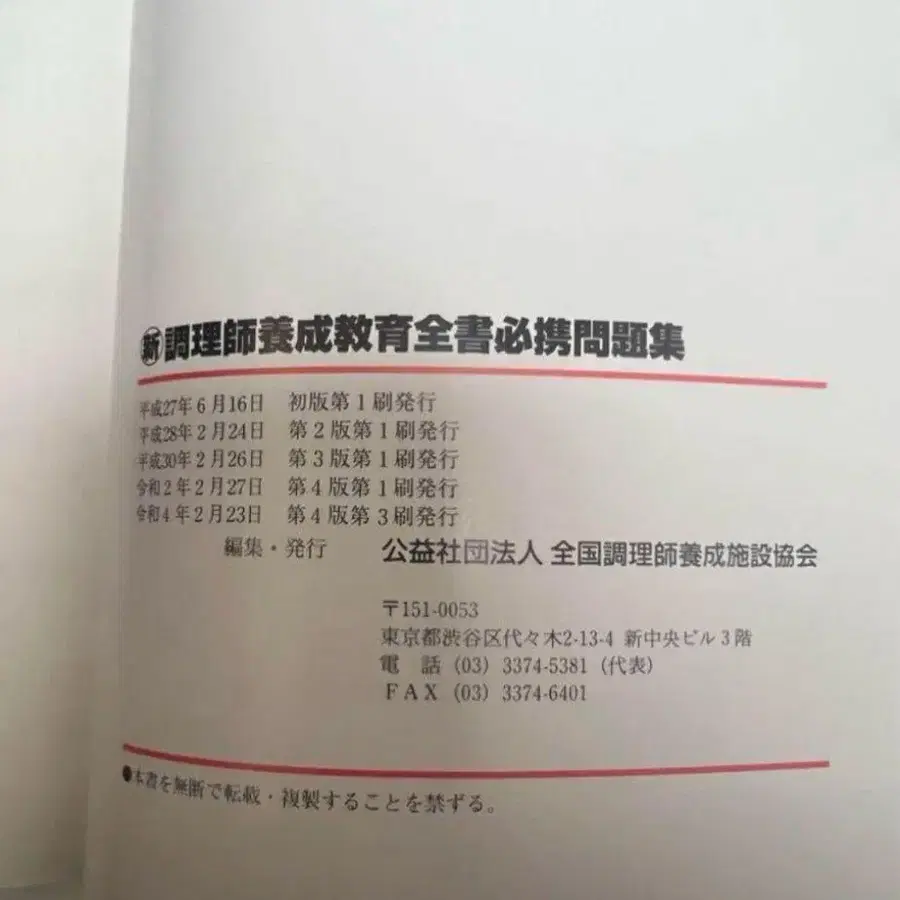 新 調理師養成教育全書必携問題集
平成27年6月16日 初版第1刷発行
平成28年2月24日 第2版第1刷発行
平成30年2月26日 第3版第1刷発行
令和2年2月27日 第4版第1刷発行
令和4年2月23日 第4版第3刷発行
編集・発行 公益社団法人 全国調理師養成施設協会
〒151-0053
東京都渋谷区代々木2-13-4 新中央ビル3階
電 話 (03) 3374-5381 (代表)
FAX (03) 3374-6401
●本書を無断で転載・複製することを禁ずる。